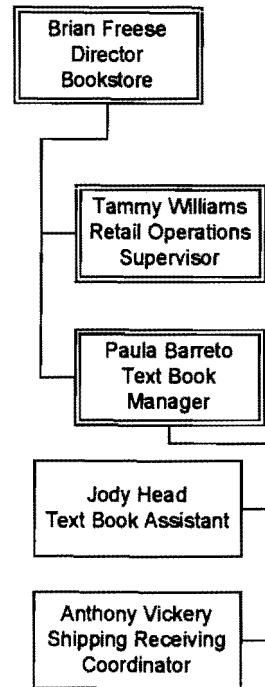 Brian Freese
Director
Bookstore
Tammy Williams
Retail Operations
Supervisor
Paula Barreto
Text Book
Manager
Jody Head
Text Book Assistant
Anthony Vickery
Shipping Receiving
Coordinator